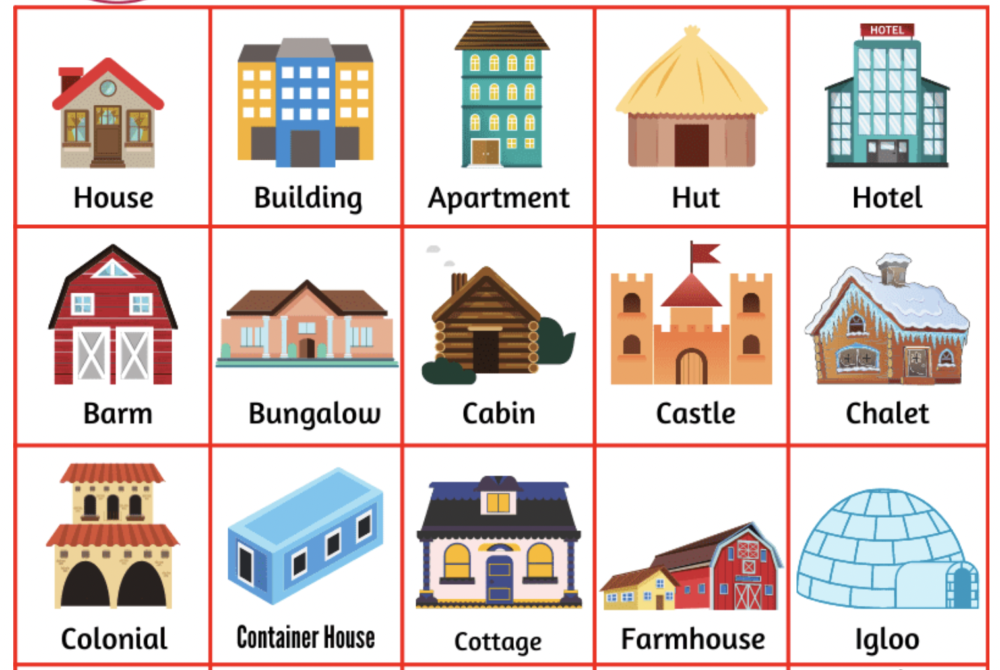 HOTEL
House
Building
Apartment
Hut
Hotel
Barm
Bungalow
Cabin
Castle
Chalet
Colonial
Container House
Cottage
Farmhouse
Igloo